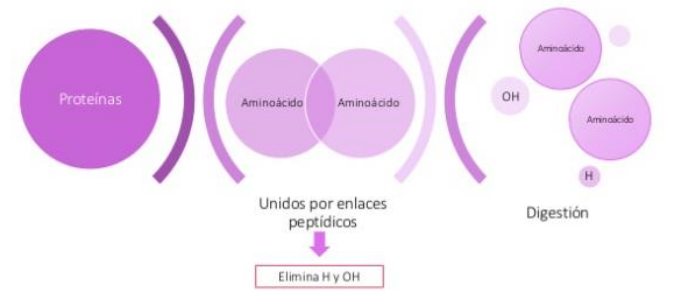 Proteínas
Aminoácido
Aminoácido
Unidos por enlaces
peptídicos
Elimina H y OH
Aminoácido
OH
Aminoácido
H
Digestión